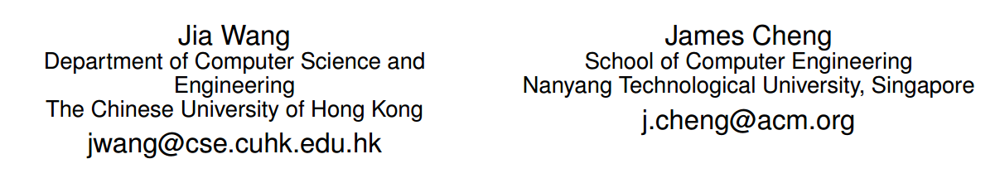 Jia Wang
Department of Computer Science and
Engineering
The Chinese University of Hong Kong
jwang@cse.cuhk.edu.hk
James Cheng
School of Computer Engineering
Nanyang Technological University, Singapore
j.cheng@acm.org